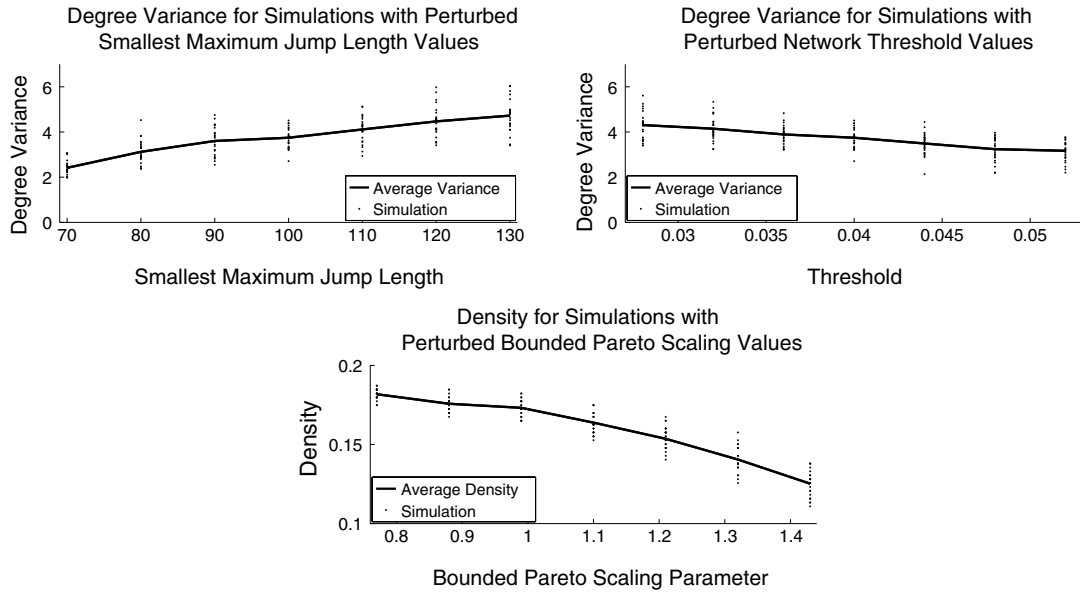 Degree Variance for Simulations with Perturbed
Smallest Maximum Jump Length Values
Degree Variance
6
4
2
0
Average Variance
Simulation
70 80 90 100 110 120 130
Smallest Maximum Jump Length
Degree Variance for Simulations with
Perturbed Network Threshold Values
Degree Variance
6
4
2
0
Average Variance
Simulation
0.03 0.035 0.04 0.045 0.05
Threshold
Density for Simulations with
Perturbed Bounded Pareto Scaling Values
Density
0.2
0.15
0.1
Average Density
Simulation
0.8 0.9 1 1.1 1.2 1.3 1.4
Bounded Pareto Scaling Parameter